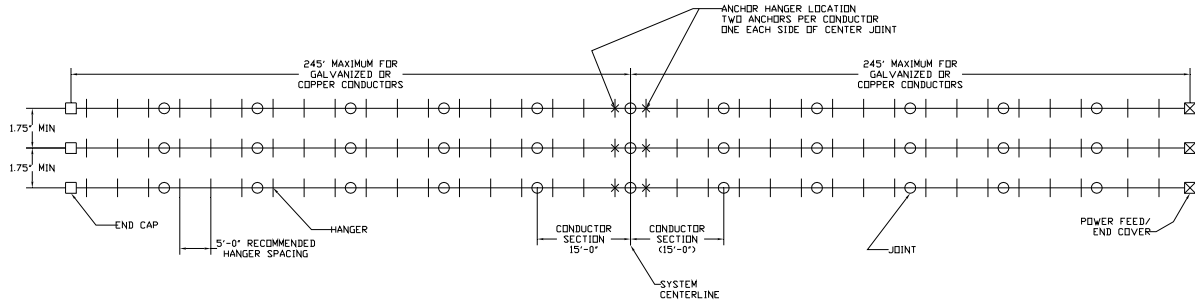 ANCHOR HANGER LOCATION
TWO ANCHORS PER CONDUCTOR
ONE EACH SIDE OF CENTER JOINT
245' MAXIMUM FOR
GALVANIZED OR
COPPER CONDUCTORS
245' MAXIMUM FOR
GALVANIZED OR
COPPER CONDUCTORS
1.75" MIN
1.75" MIN
END CAP
HANGER
5'-0" RECOMMENDED
HANGER SPACING
CONDUCTOR
SECTION
15'-0"
CONDUCTOR
SECTION
(15'-0")
JOINT
POWER FEED/
END COVER
SYSTEM
CENTERLINE